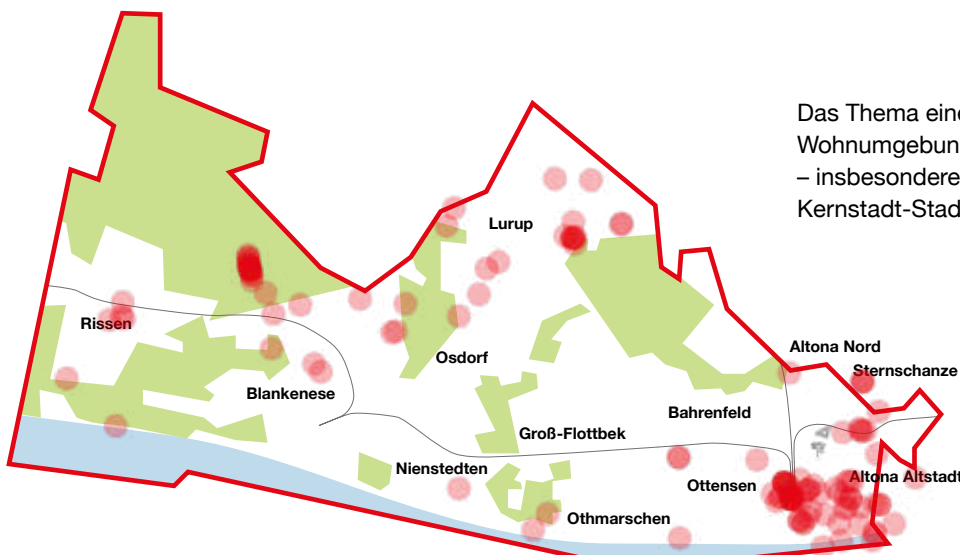 Das Thema eine
Wohnumgebun
– insbesondere
Kernstadt-Stad
Lurup
Rissen
Osdorf
Altona Nord
Sternschanze
Blankenese
Bahrenfeld
Groß-Flottbek
Nienstedten
Ottensen
Altona Altstadt
Othmarschen